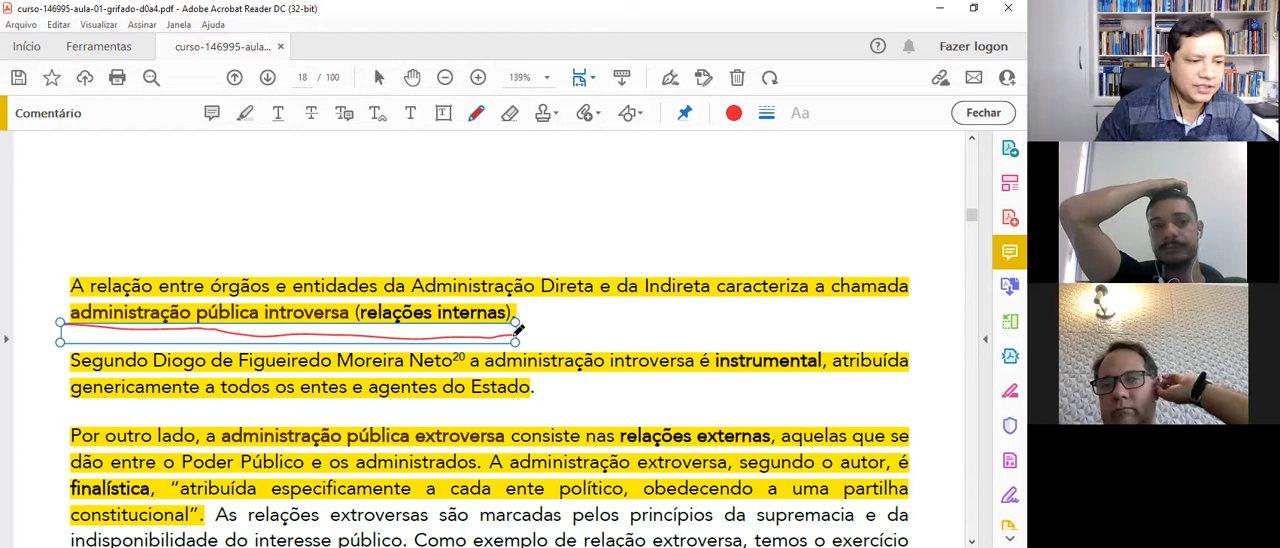 curso-146995-aula-01-grifado-d0a4.pdf - Adobe Acrobat Reader DC (32-bit)
Arquivo Editar Visualizar Assinar Janela Ajuda
Início Ferramentas curso-146995-aula... × Fazer logon
18 / 100 139%
Comentário Aa Fechar
A relação entre órgãos e entidades da Administração Direta e da Indireta caracteriza a chamada
administração pública introversa (relações internas).
Segundo Diogo de Figueiredo Moreira Neto20 a administração introversa é instrumental, atribuída
genericamente a todos os entes e agentes do Estado.
Por outro lado, a administração pública extroversa consiste nas relações externas, aquelas que se
dão entre o Poder Público e os administrados. A administração extroversa, segundo o autor, é
finalística, “atribuída especificamente a cada ente político, obedecendo a uma partilha
constitucional”. As relações extroversas são marcadas pelos princípios da supremacia e da
indisponibilidade do interesse público. Como exemplo de relação extroversa, temos o exercício